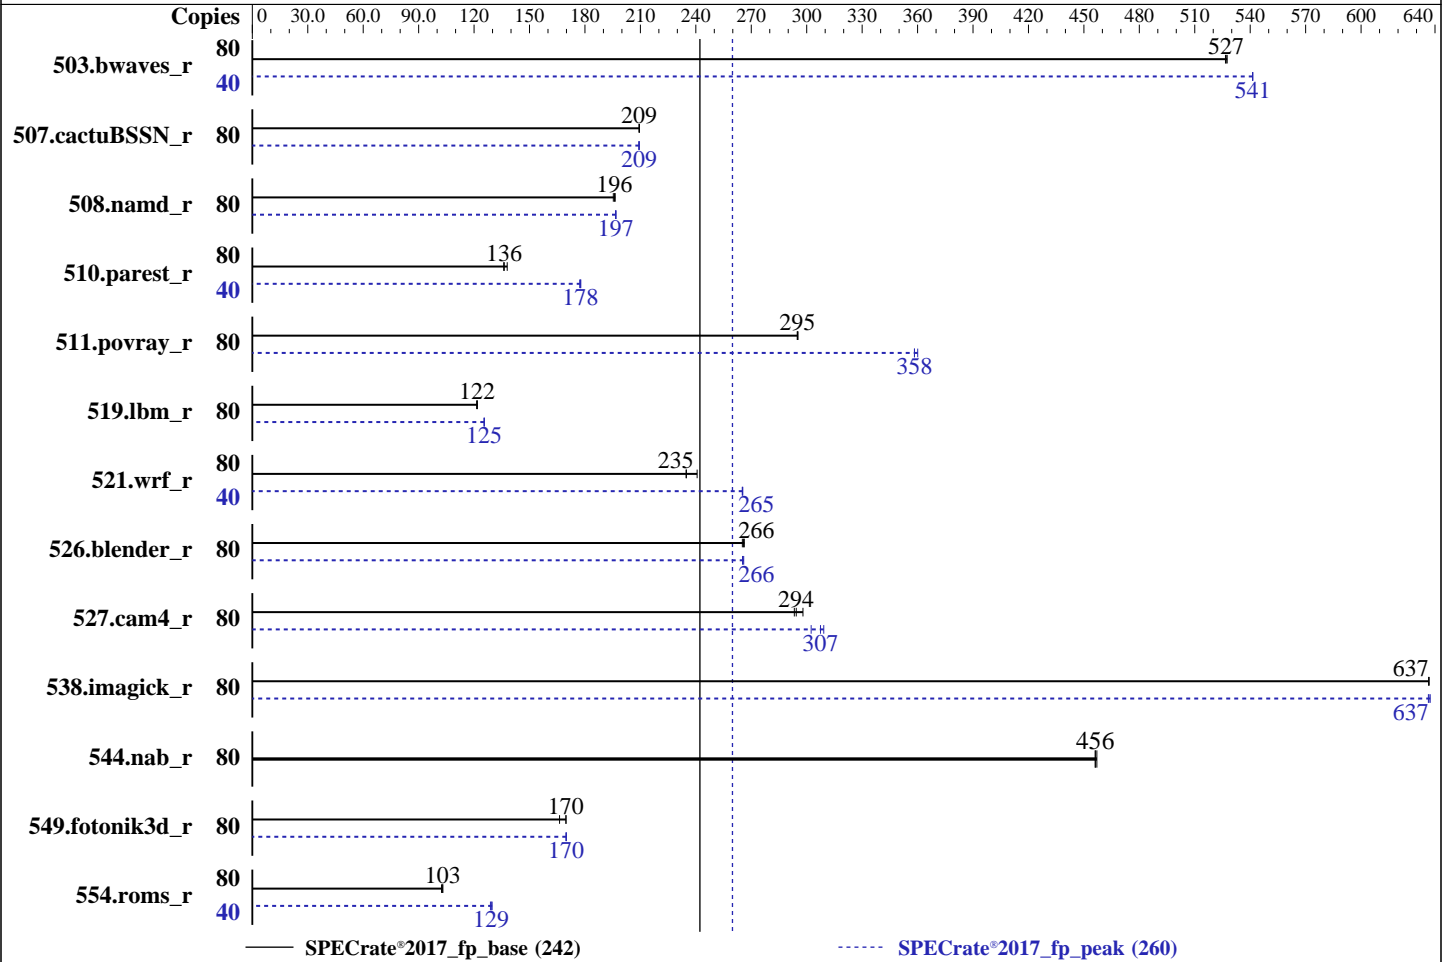 Copies 0 30.0 60.0 90.0 120 150 180 210 240 270 300 330 360 390 420 450 480 510 540 570 600 640
503.bwaves_r 80 527
40 541
507.cactuBSSN_r 80 209
209
508.namd_r 80 196
197
510.parest_r 80 136
40 178
511.povray_r 80 295
358
519.lbm_r 80 122
125
521.wrf_r 80 235
40 265
526.blender_r 80 266
266
527.cam4_r 80 294
307
538.imagick_r 80 637
637
544.nab_r 80 456
549.fotonik3d_r 80 170
170
554.roms_r 80 103
40 129
SPECrate®2017_fp_base (242) SPECrate®2017_fp_peak (260)